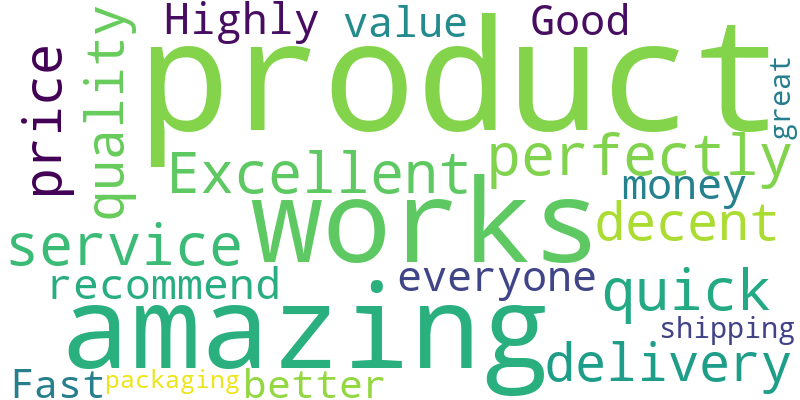 Highly
value
Good
product
price
quality
great
Excellent
perfectly
money
works
decent
service
recommend
everyone
quick
amazing
shipping
delivery
Fast
packaging
better